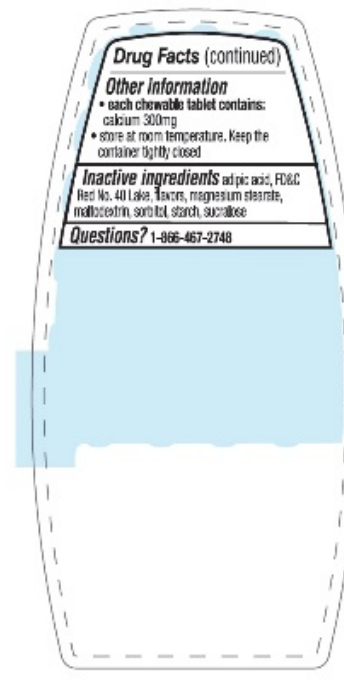 Drug Facts (continued)
Other information
• each chewable tablet contains:
calcium 300mg
• store at room temperature. Keep the
container tightly closed
Inactive ingredients adipic acid, FD&C
Red No. 40 Lake, flavors, magnesium stearate,
maltodextrin, sorbitol, starch, sucralose
Questions? 1-866-467-2748